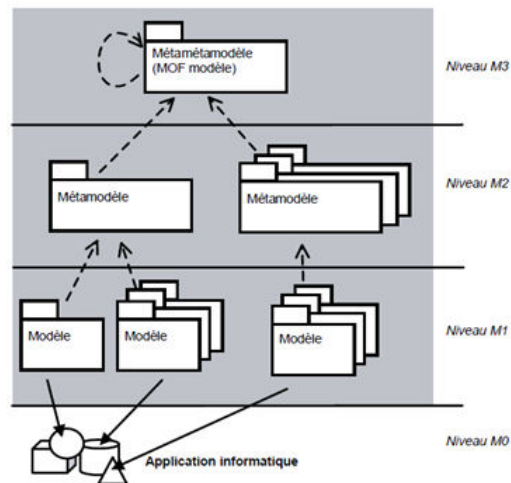 Métamétamodèle
(MOF modèle)
Niveau M3
Métamodèle
Métamodèle
Niveau M2
Modèle
Modèle
Modèle
Niveau M1
Application informatique
Niveau M0